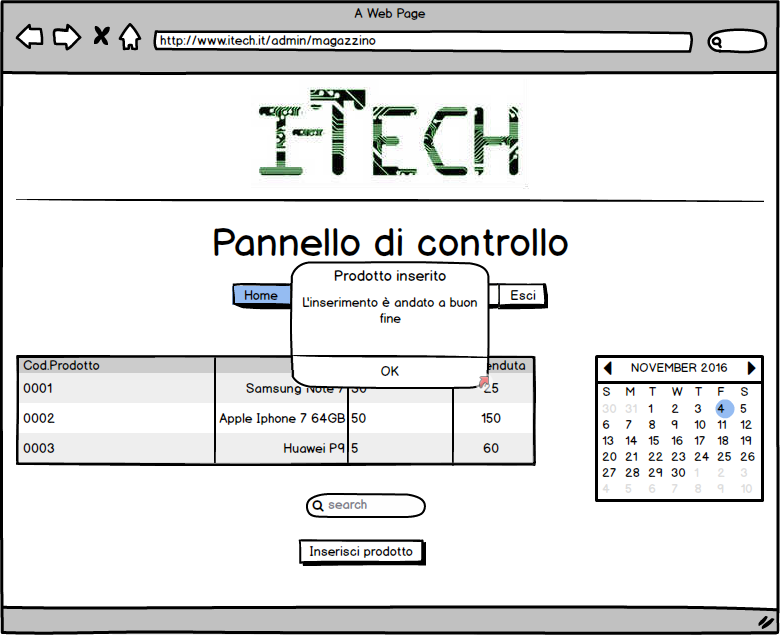 A Web Page
http://www.itech.it/admin/magazzino
I-TECH
Pannello di controllo
Home Esci
Prodotto inserito
L'inserimento è andato a buon
fine
OK
Cod.Prodotto enduta
0001 Samsung Note 7 30 25
0002 Apple Iphone 7 64GB 50 150
0003 Huawei P9 5 60
NOVEMBER 2016
S M T W T F S
30 31 1 2 3 4 5
6 7 8 9 10 11 12
13 14 15 16 17 18 19
20 21 22 23 24 25 26
27 28 29 30 1 2 3
4 5 6 7 8 9 10
search
Inserisci prodotto